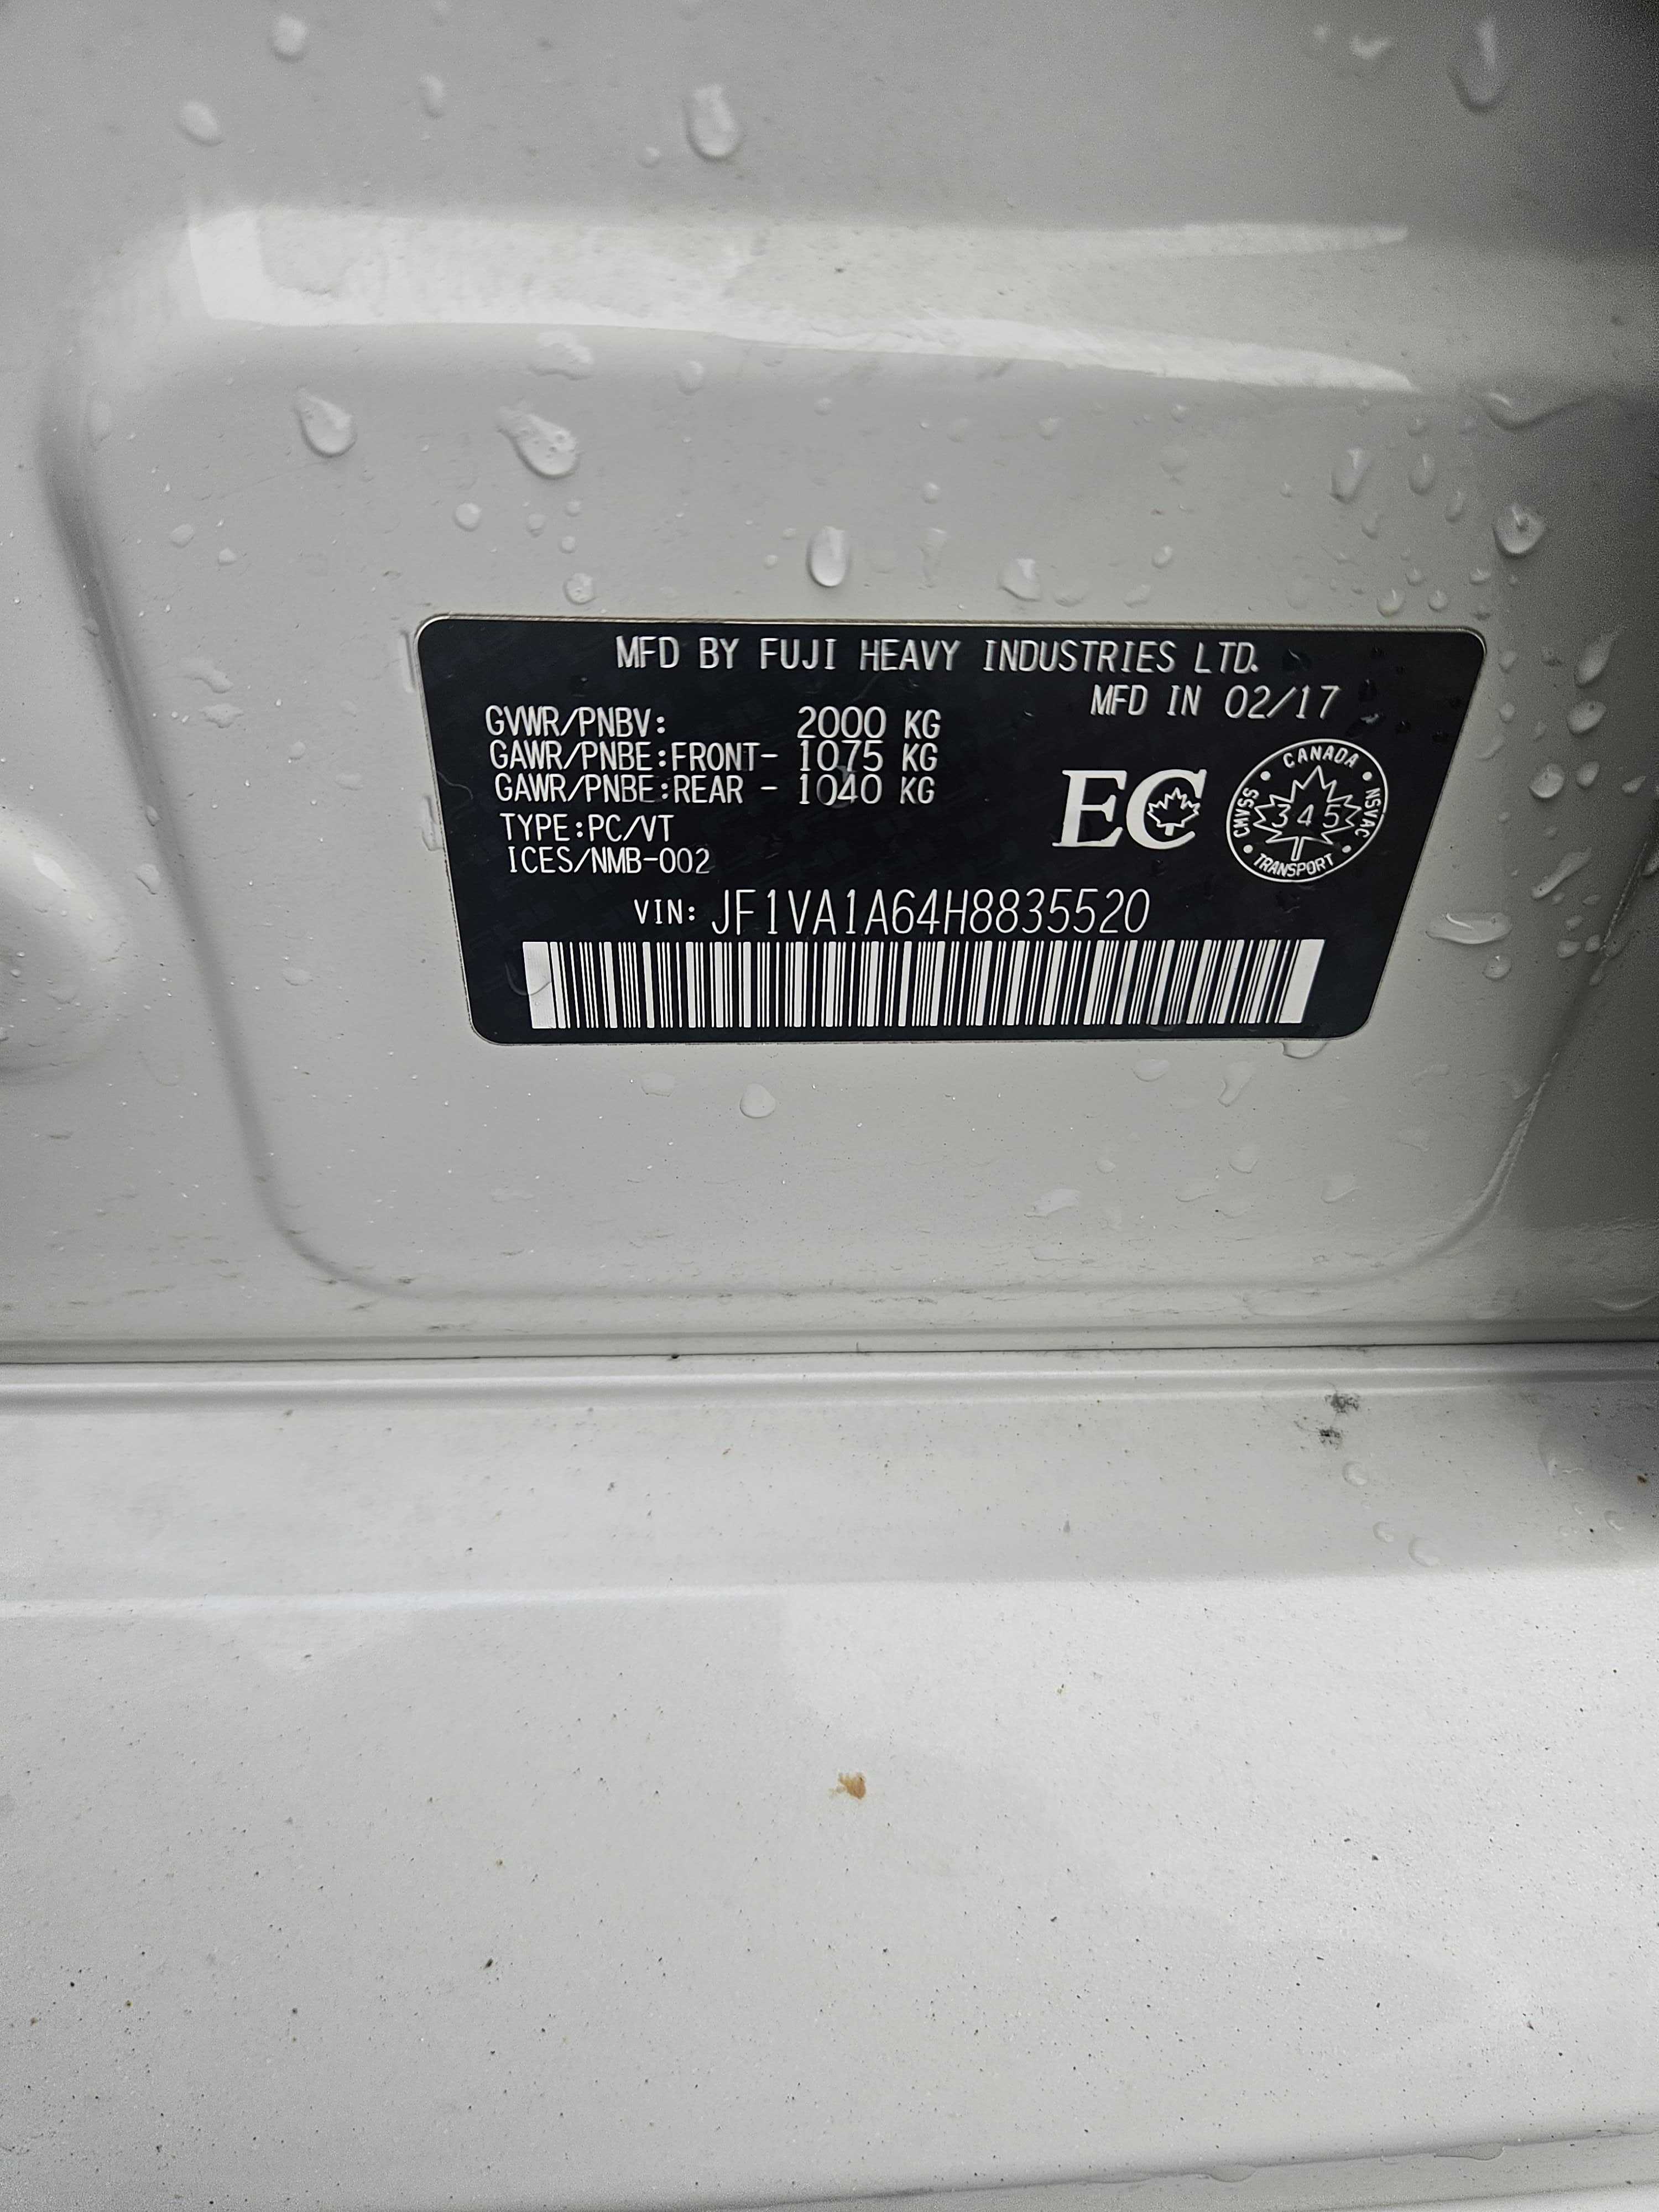 MFD BY FUJI HEAVY INDUSTRIES LTD.
MFD IN 02/17
GVWR/PNBV: 2000 KG
GAWR/PNBE:FRONT- 1075 KG
GAWR/PNBE:REAR - 1040 KG
TYPE:PC/VT
ICES/NMB-002
EC
CANADA
CMVSS 345 NSVAC
TRANSPORT
VIN: JF1VA1A64H8835520